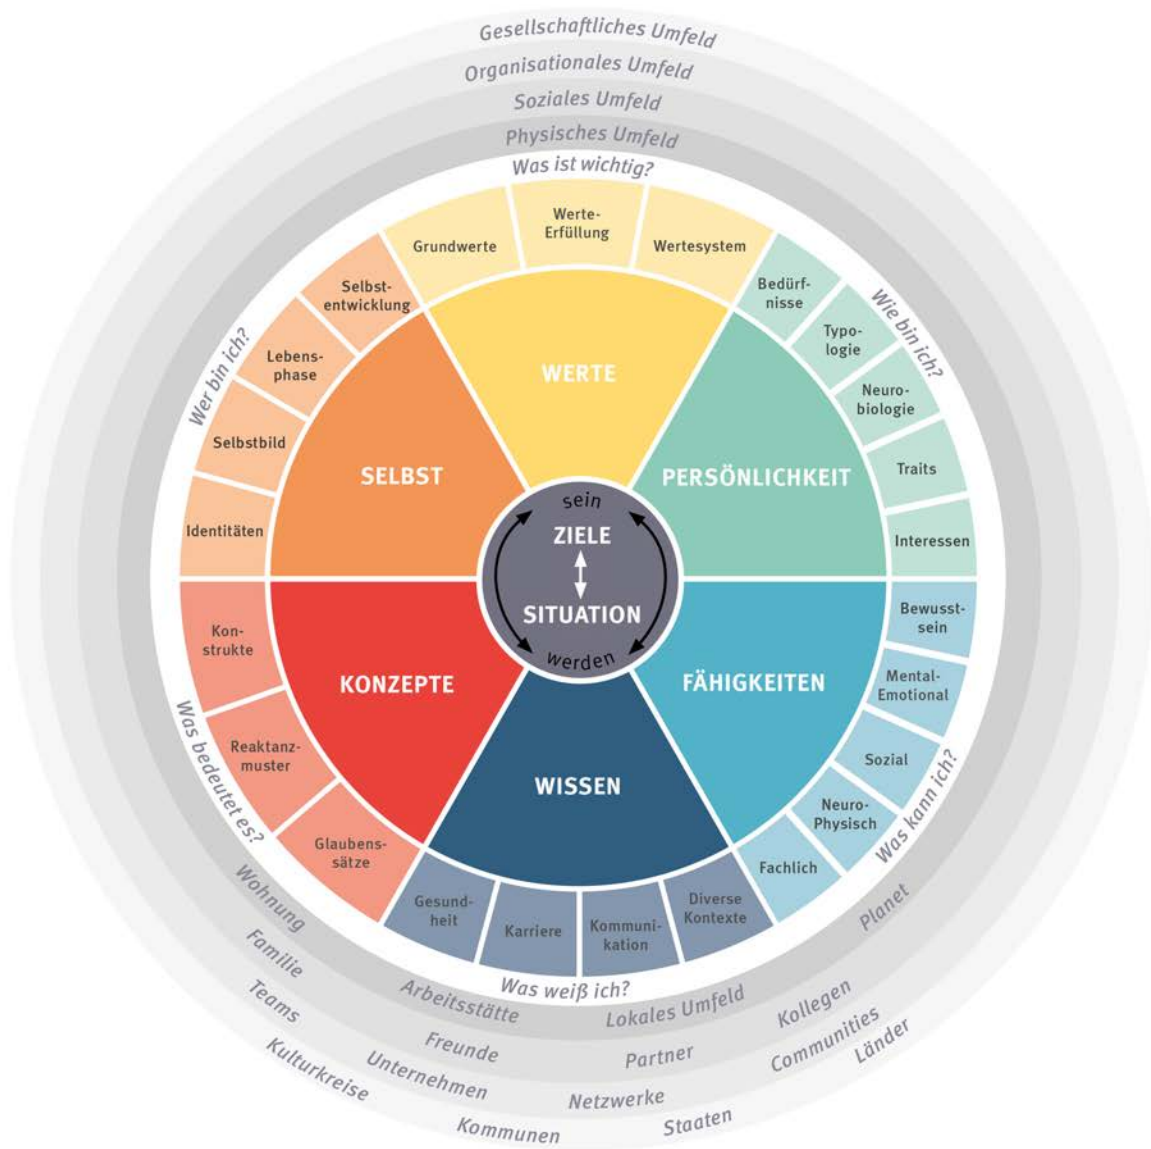 Gesellschaftliches Umfeld
Organisationales Umfeld
Soziales Umfeld
Physisches Umfeld
Was ist wichtig?
Grundwerte
Werte-
Erfüllung
Wertesystem
WERTE
Wie bin ich?
Bedürf-
nisse
Typo-
logie
Neuro-
biologie
Traits
Interessen
PERSÖNLICHKEIT
Bewusst-
sein
Mental-
Emotional
Sozial
Neuro-
Physisch
Fachlich
FÄHIGKEITEN
Was kann ich?
Diverse
Kontexte
Kommuni-
kation
Karriere
Gesund-
heit
WISSEN
Was weiß ich?
Glaubens-
sätze
Reaktanz-
muster
Kon-
strukte
KONZEPTE
Was bedeutet es?
Identitäten
Selbstbild
Lebens-
phase
Selbst-
entwicklung
SELBST
Wer bin ich?
sein
ZIELE
SITUATION
werden
Wohnung
Arbeitsstätte
Lokales Umfeld
Planet
Familie
Freunde
Partner
Kollegen
Teams
Unternehmen
Netzwerke
Communities
Kulturkreise
Kommunen
Staaten
Länder